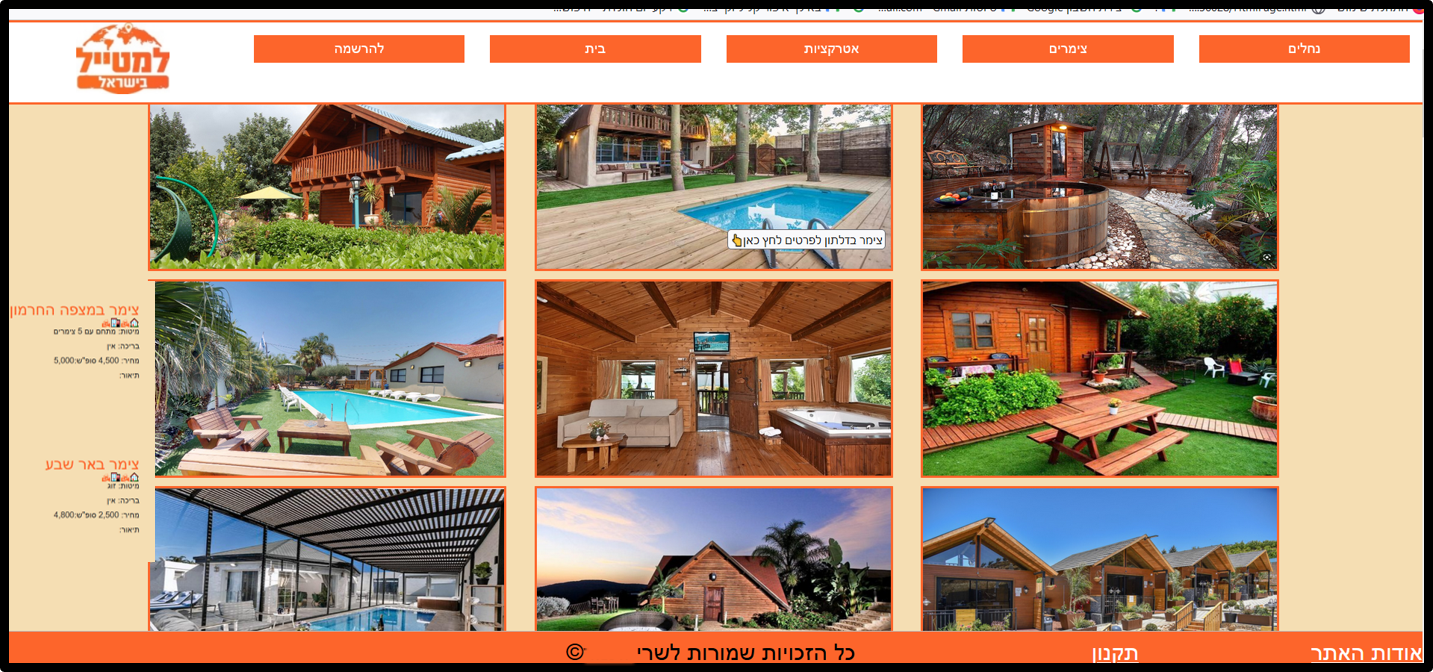 למטייל
בישראל
נחלים
צימרים
אטרקציות
בית
להרשמה
צימר בדלתון לפרטים לחץ כאן👆
צימר במצפה החרמון
מיטות: מתחם עם 5 צימרים
בריכה: אין
מחיר: 4,500 סופ"ש:5,000
תיאור:
צימר באר שבע
מיטות: זוג
בריכה: אין
מחיר: 2,500 סופ"ש:4,800
תיאור:
אודות האתר
תקנון
כל הזכויות שמורות לשרי ©